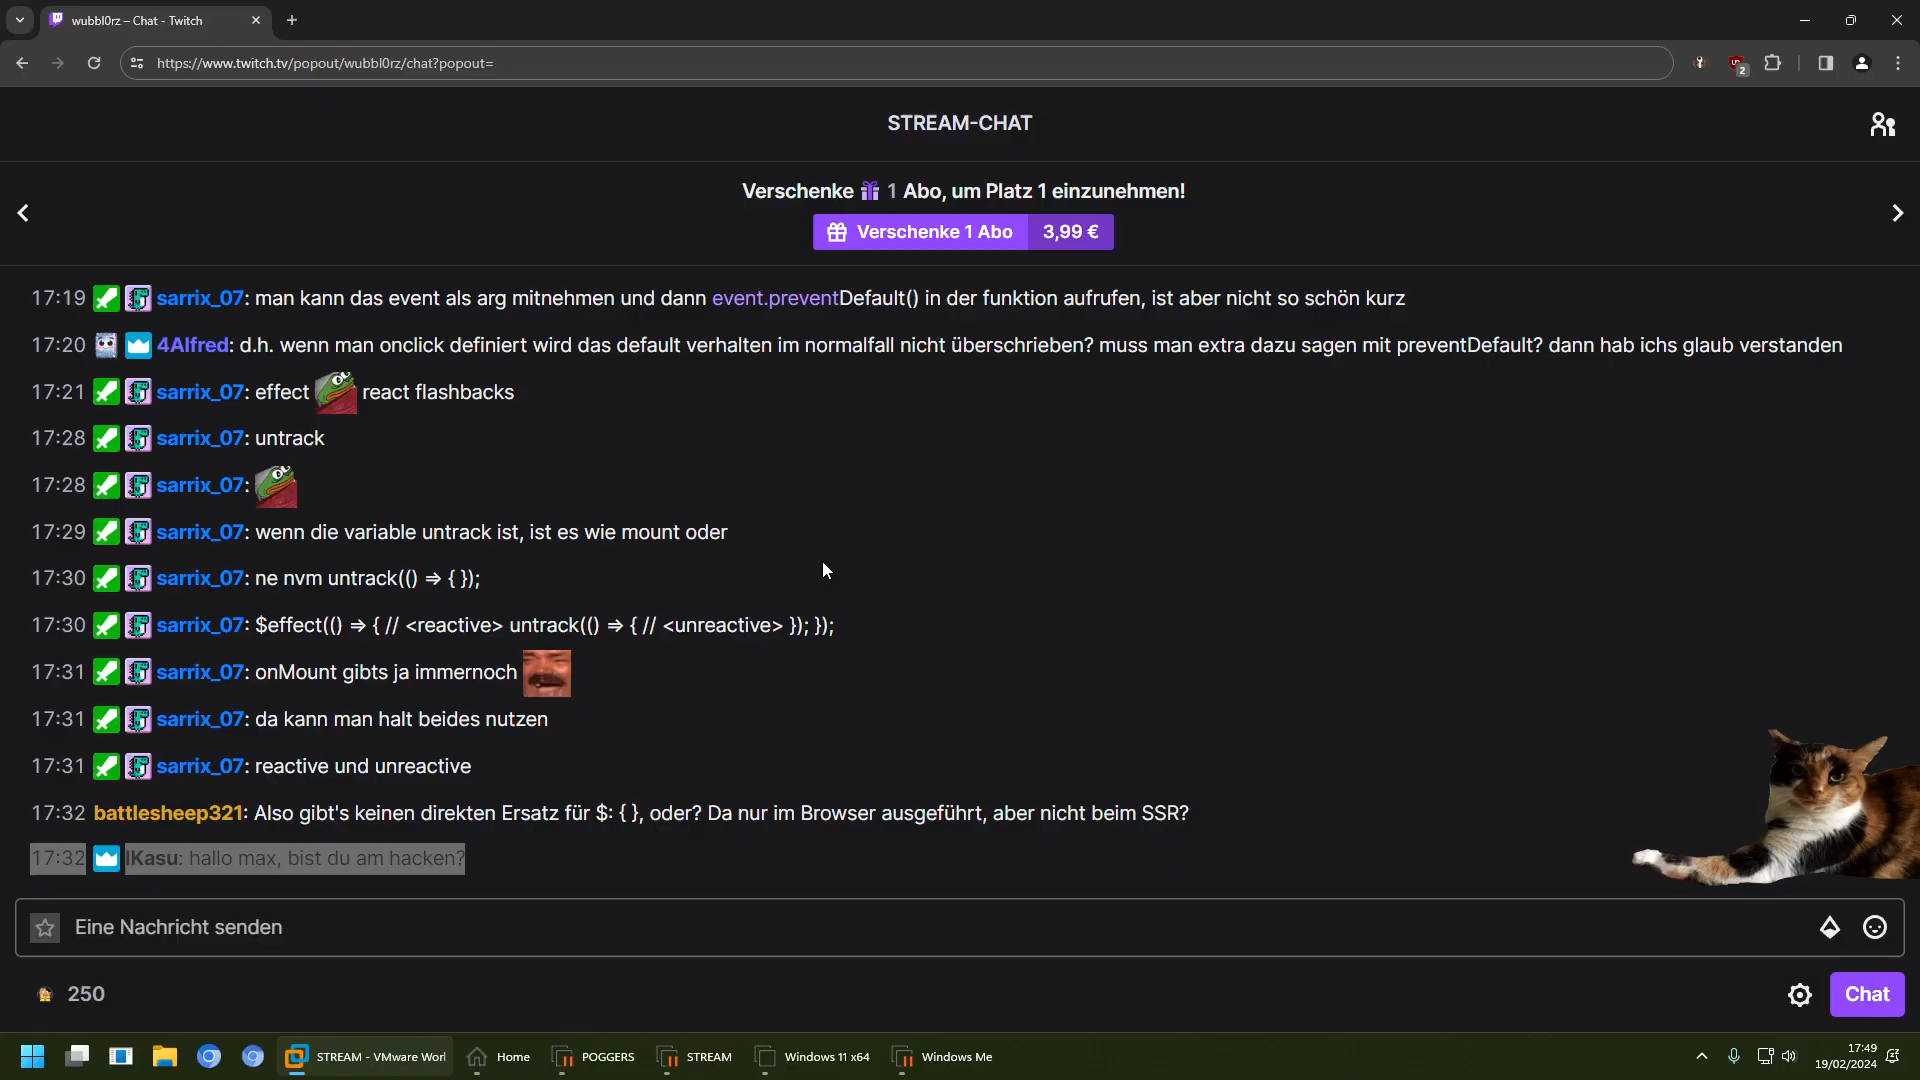 wubbl0rz – Chat - Twitch
https://www.twitch.tv/popout/wubbl0rz/chat?popout=
2
STREAM-CHAT
Verschenke 1 Abo, um Platz 1 einzunehmen!
Verschenke 1 Abo 3,99 €
17:19 sarrix_07: man kann das event als arg mitnehmen und dann event.preventDefault() in der funktion aufrufen, ist aber nicht so schön kurz
17:20 4Alfred: d.h. wenn man onclick definiert wird das default verhalten im normalfall nicht überschrieben? muss man extra dazu sagen mit preventDefault? dann hab ichs glaub verstanden
17:21 sarrix_07: effect react flashbacks
17:28 sarrix_07: untrack
17:28 sarrix_07:
17:29 sarrix_07: wenn die variable untrack ist, ist es wie mount oder
17:30 sarrix_07: ne nvm untrack(() => { });
17:30 sarrix_07: $effect(() => { // <reactive> untrack(() => { // <unreactive> }); });
17:31 sarrix_07: onMount gibts ja immernoch
17:31 sarrix_07: da kann man halt beides nutzen
17:31 sarrix_07: reactive und unreactive
17:32 battlesheep321: Also gibt's keinen direkten Ersatz für $: { }, oder? Da nur im Browser ausgeführt, aber nicht beim SSR?
17:32 IKasu: hallo max, bist du am hacken?
Eine Nachricht senden
250
Chat
STREAM - VMware Worl
Home
POGGERS
STREAM
Windows 11 x64
Windows Me
17:49
19/02/2024